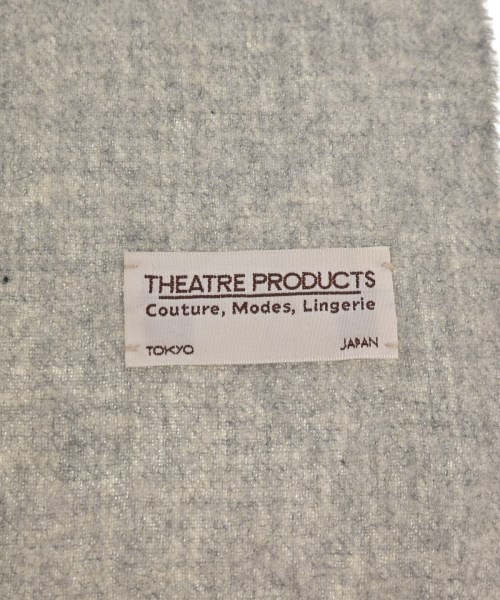 THEATRE PRODUCTS
Couture, Modes, Lingerie
TOKYO JAPAN